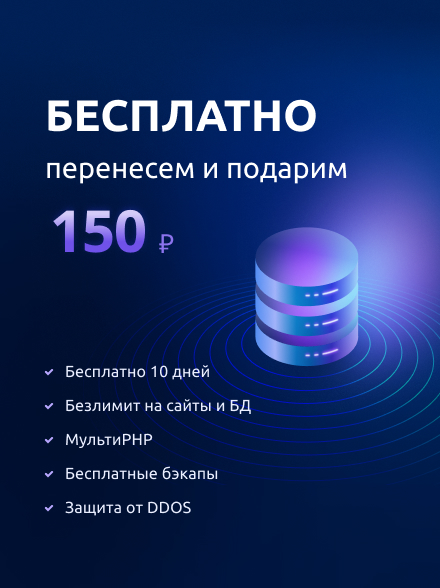 БЕСПЛАТНО
перенесем и подарим
150 ₽
Бесплатно 10 дней
Безлимит на сайты и БД
МультиPHP
Бесплатные бэкапы
Защита от DDOS